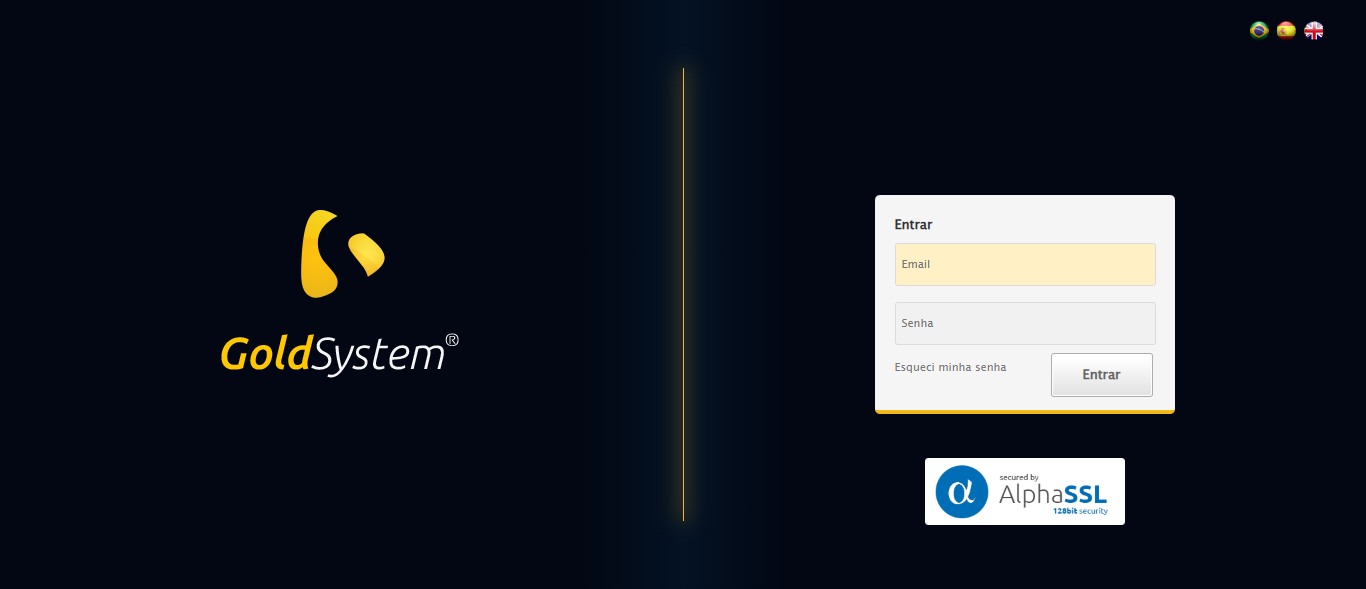 GoldSystem®
Entrar
Email
Senha
Esqueci minha senha
Entrar
α
secured by
AlphaSSL
128bit security